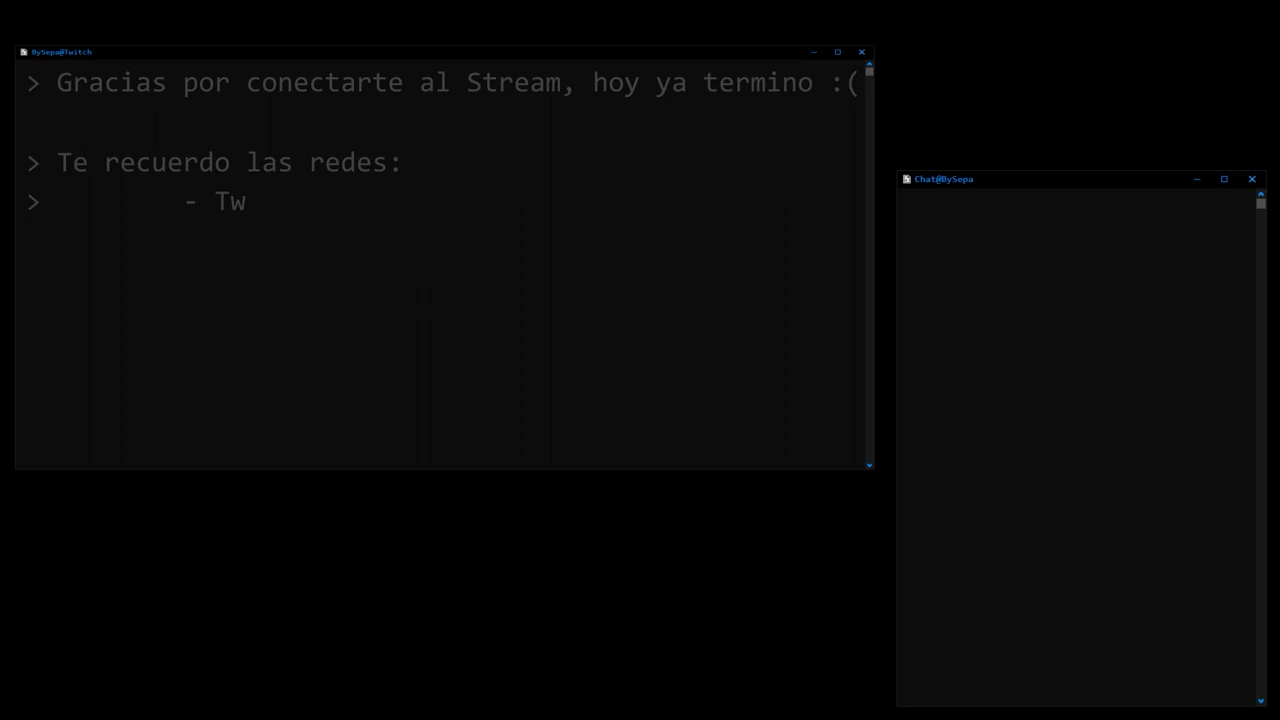 BySepa@Twitch
> Gracias por conectarte al Stream, hoy ya termino :(
> Te recuerdo las redes:
> - Tw
Chat@BySepa